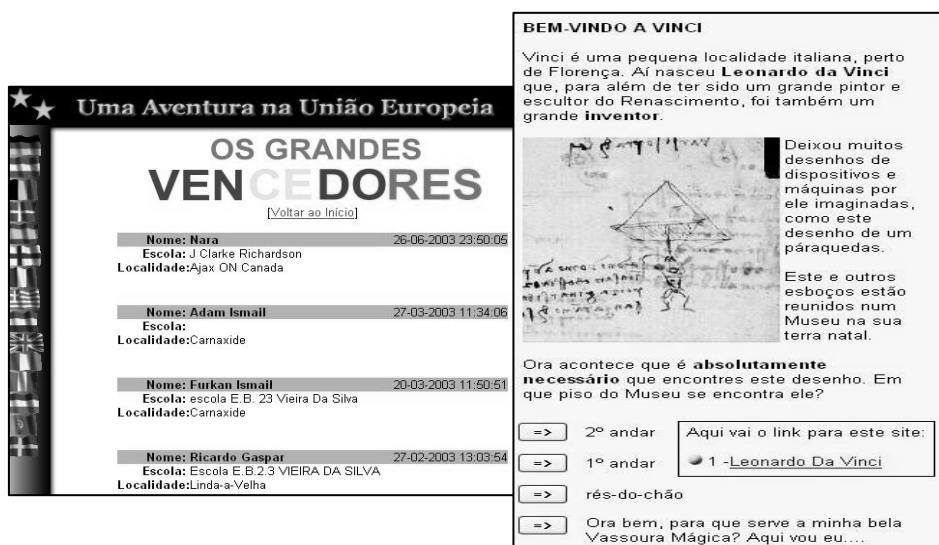 Uma Aventura na União Europeia
OS GRANDES
VENCEDORES
[Voltar ao Início]
Nome: Nara 26-06-2003 23:50:05
Escola: J Clarke Richardson
Localidade:Ajax ON Canada
Nome: Adam Ismail 27-03-2003 11:34:06
Escola:
Localidade:Carnaxide
Nome: Furkan Ismail 20-03-2003 11:50:51
Escola: escola E.B. 23 Vieira Da Silva
Localidade:Carnaxide
Nome: Ricardo Gaspar 27-02-2003 13:03:54
Escola: Escola E.B.2.3 VIEIRA DA SILVA
Localidade:Linda-a-Velha
BEM-VINDO A VINCI
Vinci é uma pequena localidade italiana, perto
de Florença. Aí nasceu Leonardo da Vinci
que, para além de ter sido um grande pintor e
escultor do Renascimento, foi também um
grande inventor.
Deixou muitos
desenhos de
dispositivos e
máquinas por
ele imaginadas,
como este
desenho de um
páraquedas.
Este e outros
esboços estão
reunidos num
Museu na sua
terra natal.
Ora acontece que é absolutamente
necessário que encontres este desenho. Em
que piso do Museu se encontra ele?
=> 2º andar
=> 1º andar
Aqui vai o link para este site:
1 -Leonardo Da Vinci
=> rés-do-chão
=> Ora bem, para que serve a minha bela
Vassoura Mágica? Aqui vou eu....